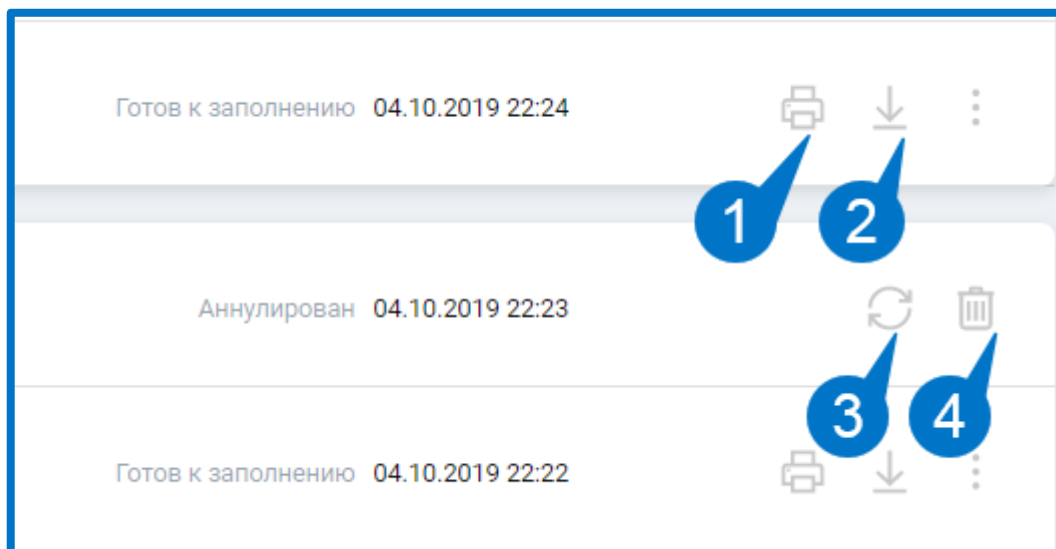 Готов к заполнению 04.10.2019 22:24
1 2
Аннулирован 04.10.2019 22:23
3 4
Готов к заполнению 04.10.2019 22:22